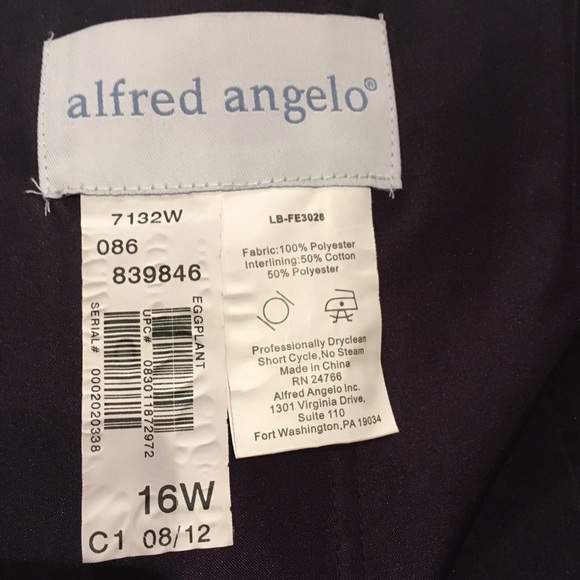 alfred angelo®
7132W
086
839846
EGGPLANT
UPC# 083011872972
SERIAL# 0002020338
16W
C1 08/12
LB-FE3026
Fabric:100% Polyester
Interlining:50% Cotton
50% Polyester
Professionally Dryclean
Short Cycle,No Steam
Made in China
RN 24766
Alfred Angelo Inc.
1301 Virginia Drive,
Suite 110
Fort Washington,PA 19034